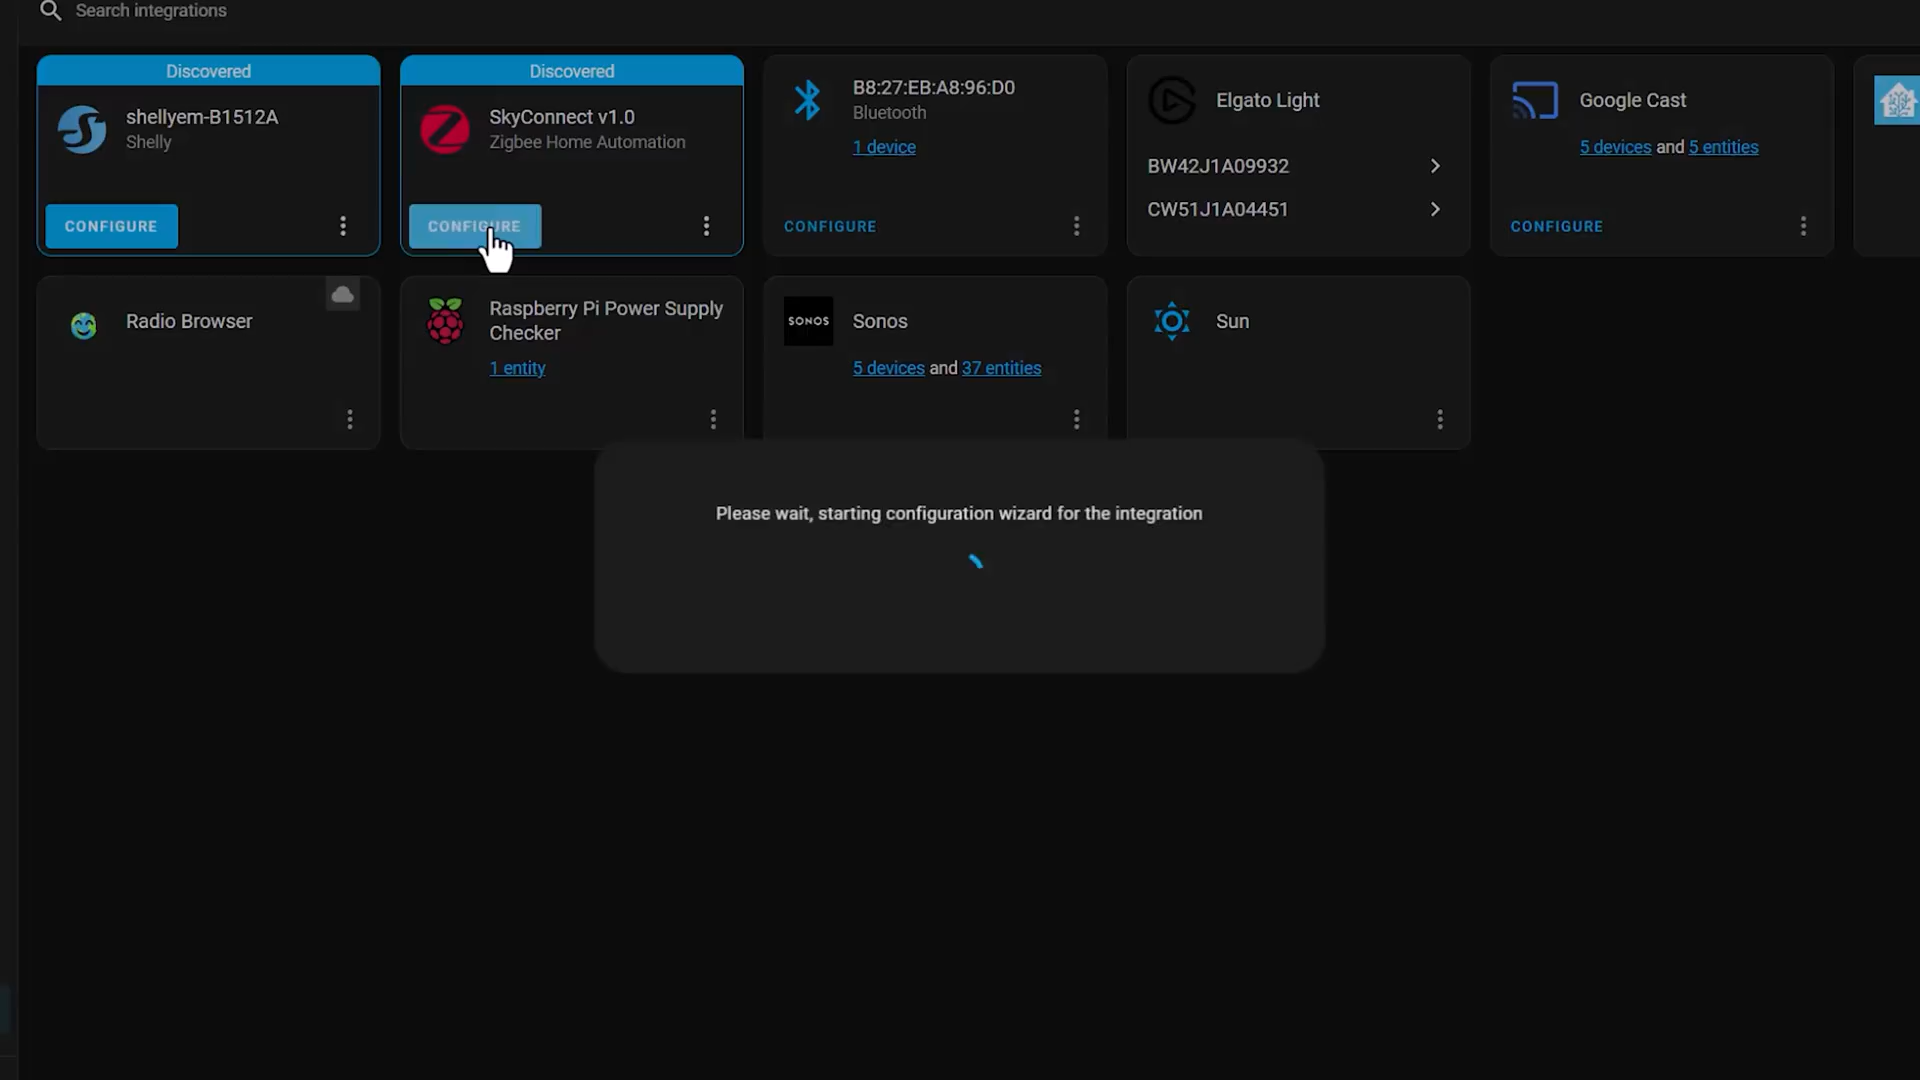 Search integrations
Discovered
shellyem-B1512A
Shelly
CONFIGURE
Discovered
SkyConnect v1.0
Zigbee Home Automation
CONFIGURE
B8:27:EB:A8:96:D0
Bluetooth
1 device
CONFIGURE
Elgato Light
BW42J1A09932
CW51J1A04451
Google Cast
5 devices and 5 entities
CONFIGURE
Radio Browser
Raspberry Pi Power Supply
Checker
1 entity
SONOS
Sonos
5 devices and 37 entities
Sun
Please wait, starting configuration wizard for the integration